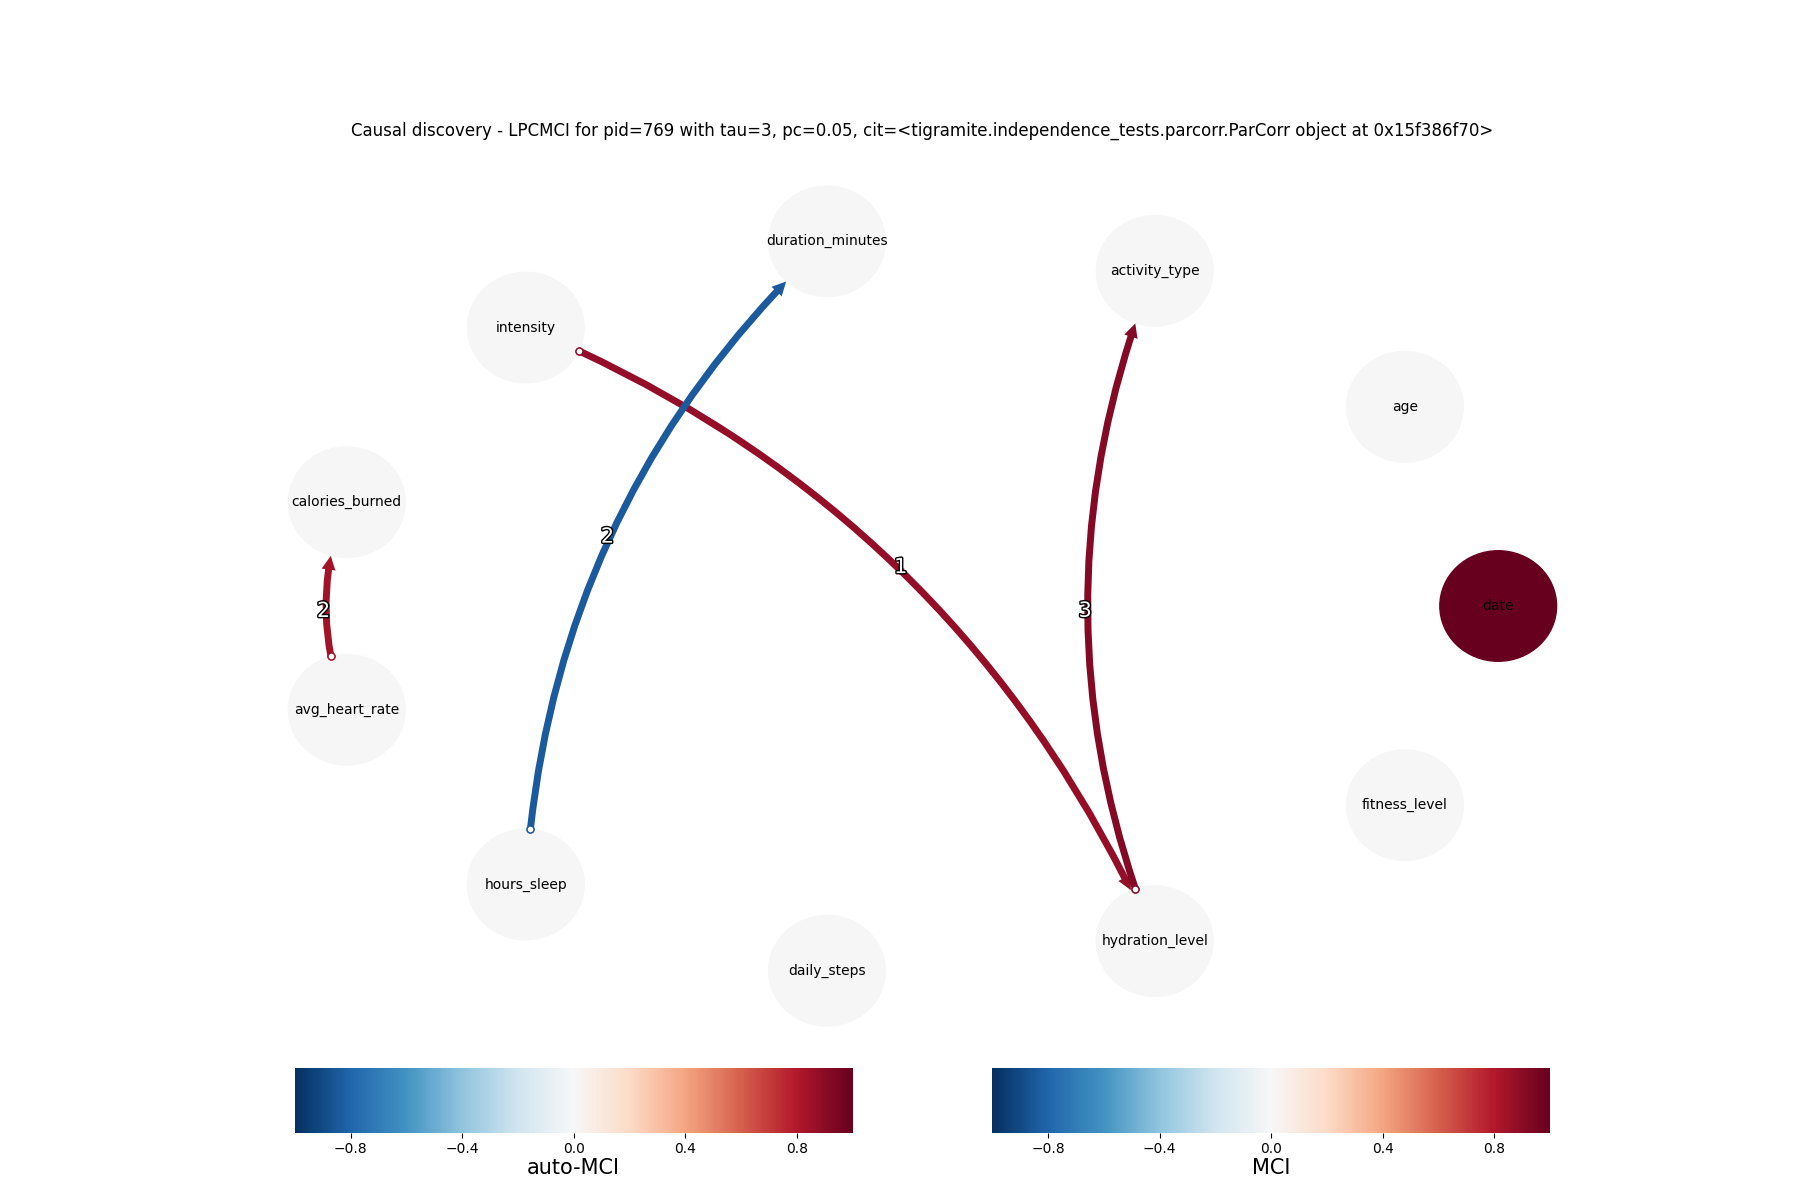 Causal discovery - LPCMCI for pid=769 with tau=3, pc=0.05, cit=<tigramite.independence_tests.parcorr.ParCorr object at 0x15f386f70>
duration_minutes
activity_type
intensity
age
calories_burned
2
1
date
2
3
avg_heart_rate
fitness_level
hours_sleep
hydration_level
daily_steps
−0.8 −0.4 0.0 0.4 0.8
auto-MCI
−0.8 −0.4 0.0 0.4 0.8
MCI